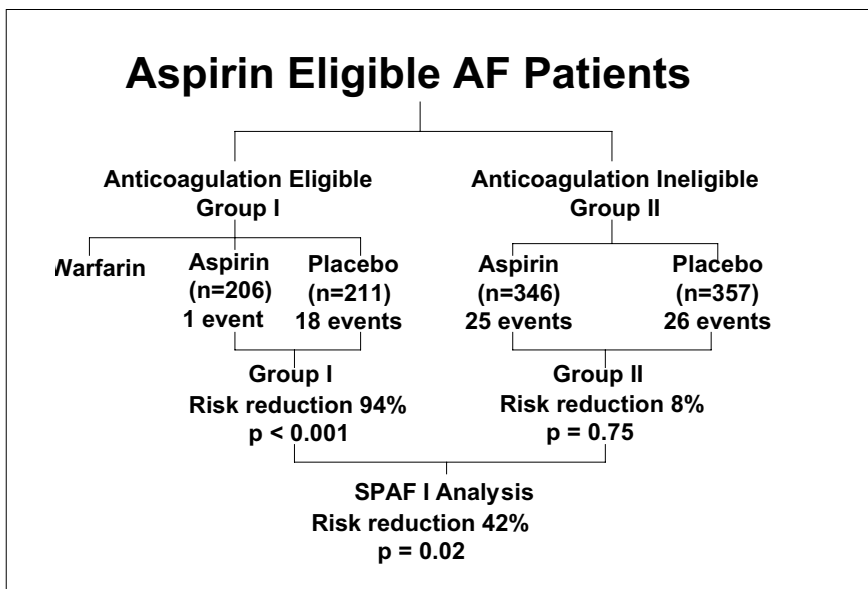 Aspirin Eligible AF Patients
Anticoagulation Eligible
Group I
Anticoagulation Ineligible
Group II
Warfarin
Aspirin
(n=206)
1 event
Placebo
(n=211)
18 events
Aspirin
(n=346)
25 events
Placebo
(n=357)
26 events
Group I
Risk reduction 94%
p < 0.001
Group II
Risk reduction 8%
p = 0.75
SPAF I Analysis
Risk reduction 42%
p = 0.02